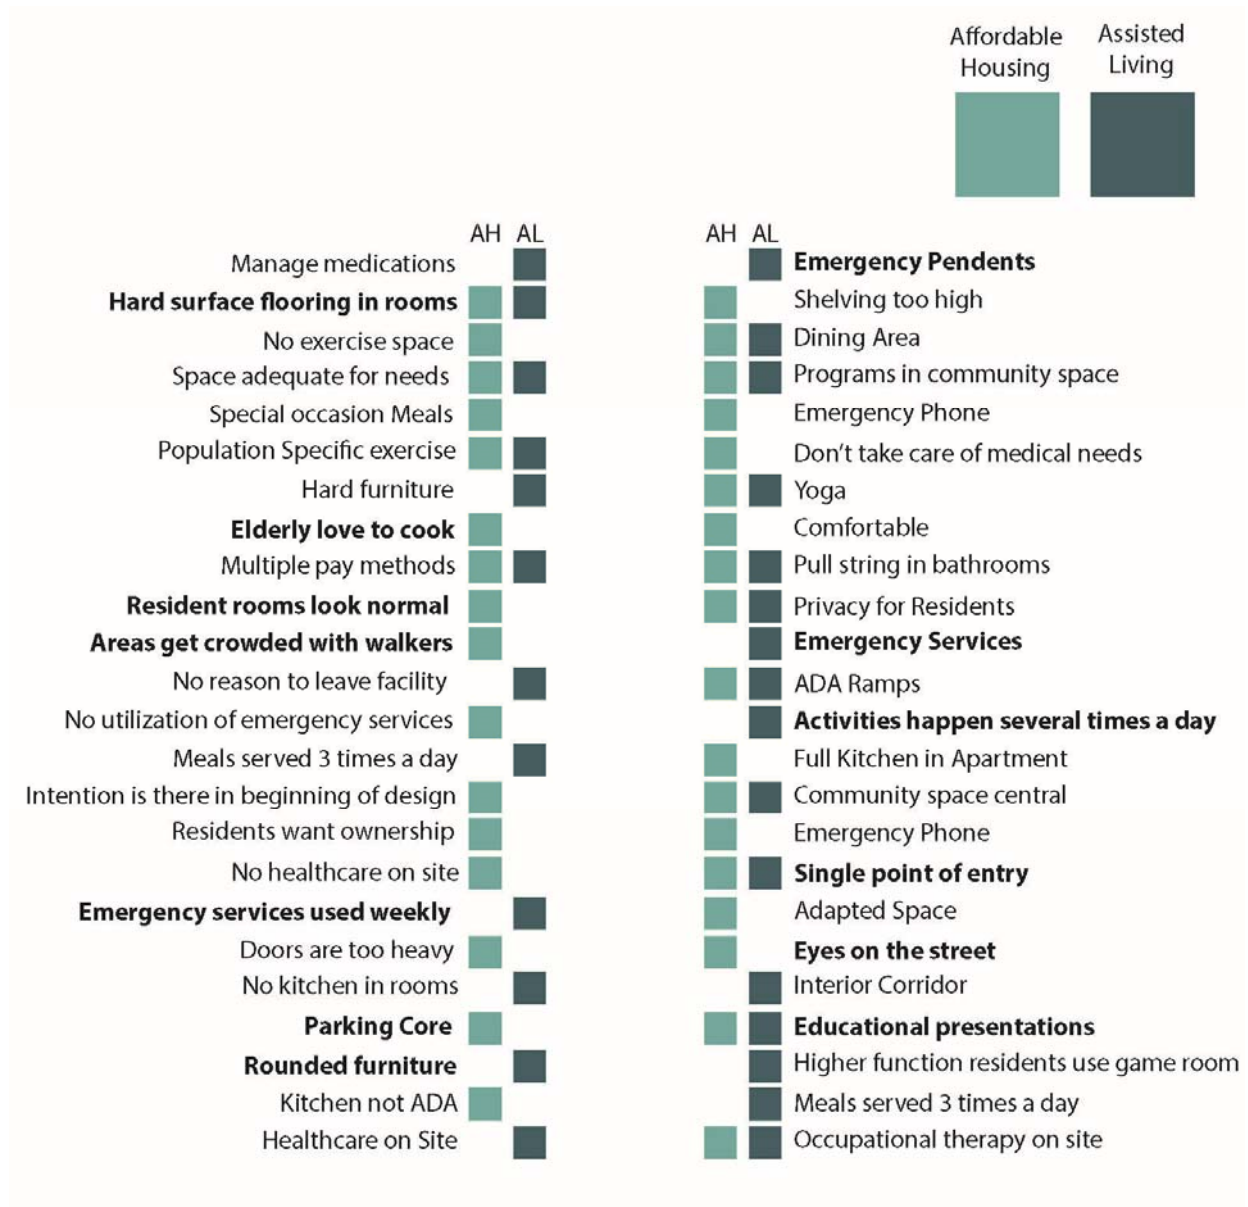 Affordable
Housing
Assisted
Living
AH AL
Manage medications
Hard surface flooring in rooms
No exercise space
Space adequate for needs
Special occasion Meals
Population Specific exercise
Hard furniture
Elderly love to cook
Multiple pay methods
Resident rooms look normal
Areas get crowded with walkers
No reason to leave facility
No utilization of emergency services
Meals served 3 times a day
Intention is there in beginning of design
Residents want ownership
No healthcare on site
Emergency services used weekly
Doors are too heavy
No kitchen in rooms
Parking Core
Rounded furniture
Kitchen not ADA
Healthcare on Site
AH AL
Emergency Pendents
Shelving too high
Dining Area
Programs in community space
Emergency Phone
Don’t take care of medical needs
Yoga
Comfortable
Pull string in bathrooms
Privacy for Residents
Emergency Services
ADA Ramps
Activities happen several times a day
Full Kitchen in Apartment
Community space central
Emergency Phone
Single point of entry
Adapted Space
Eyes on the street
Interior Corridor
Educational presentations
Higher function residents use game room
Meals served 3 times a day
Occupational therapy on site